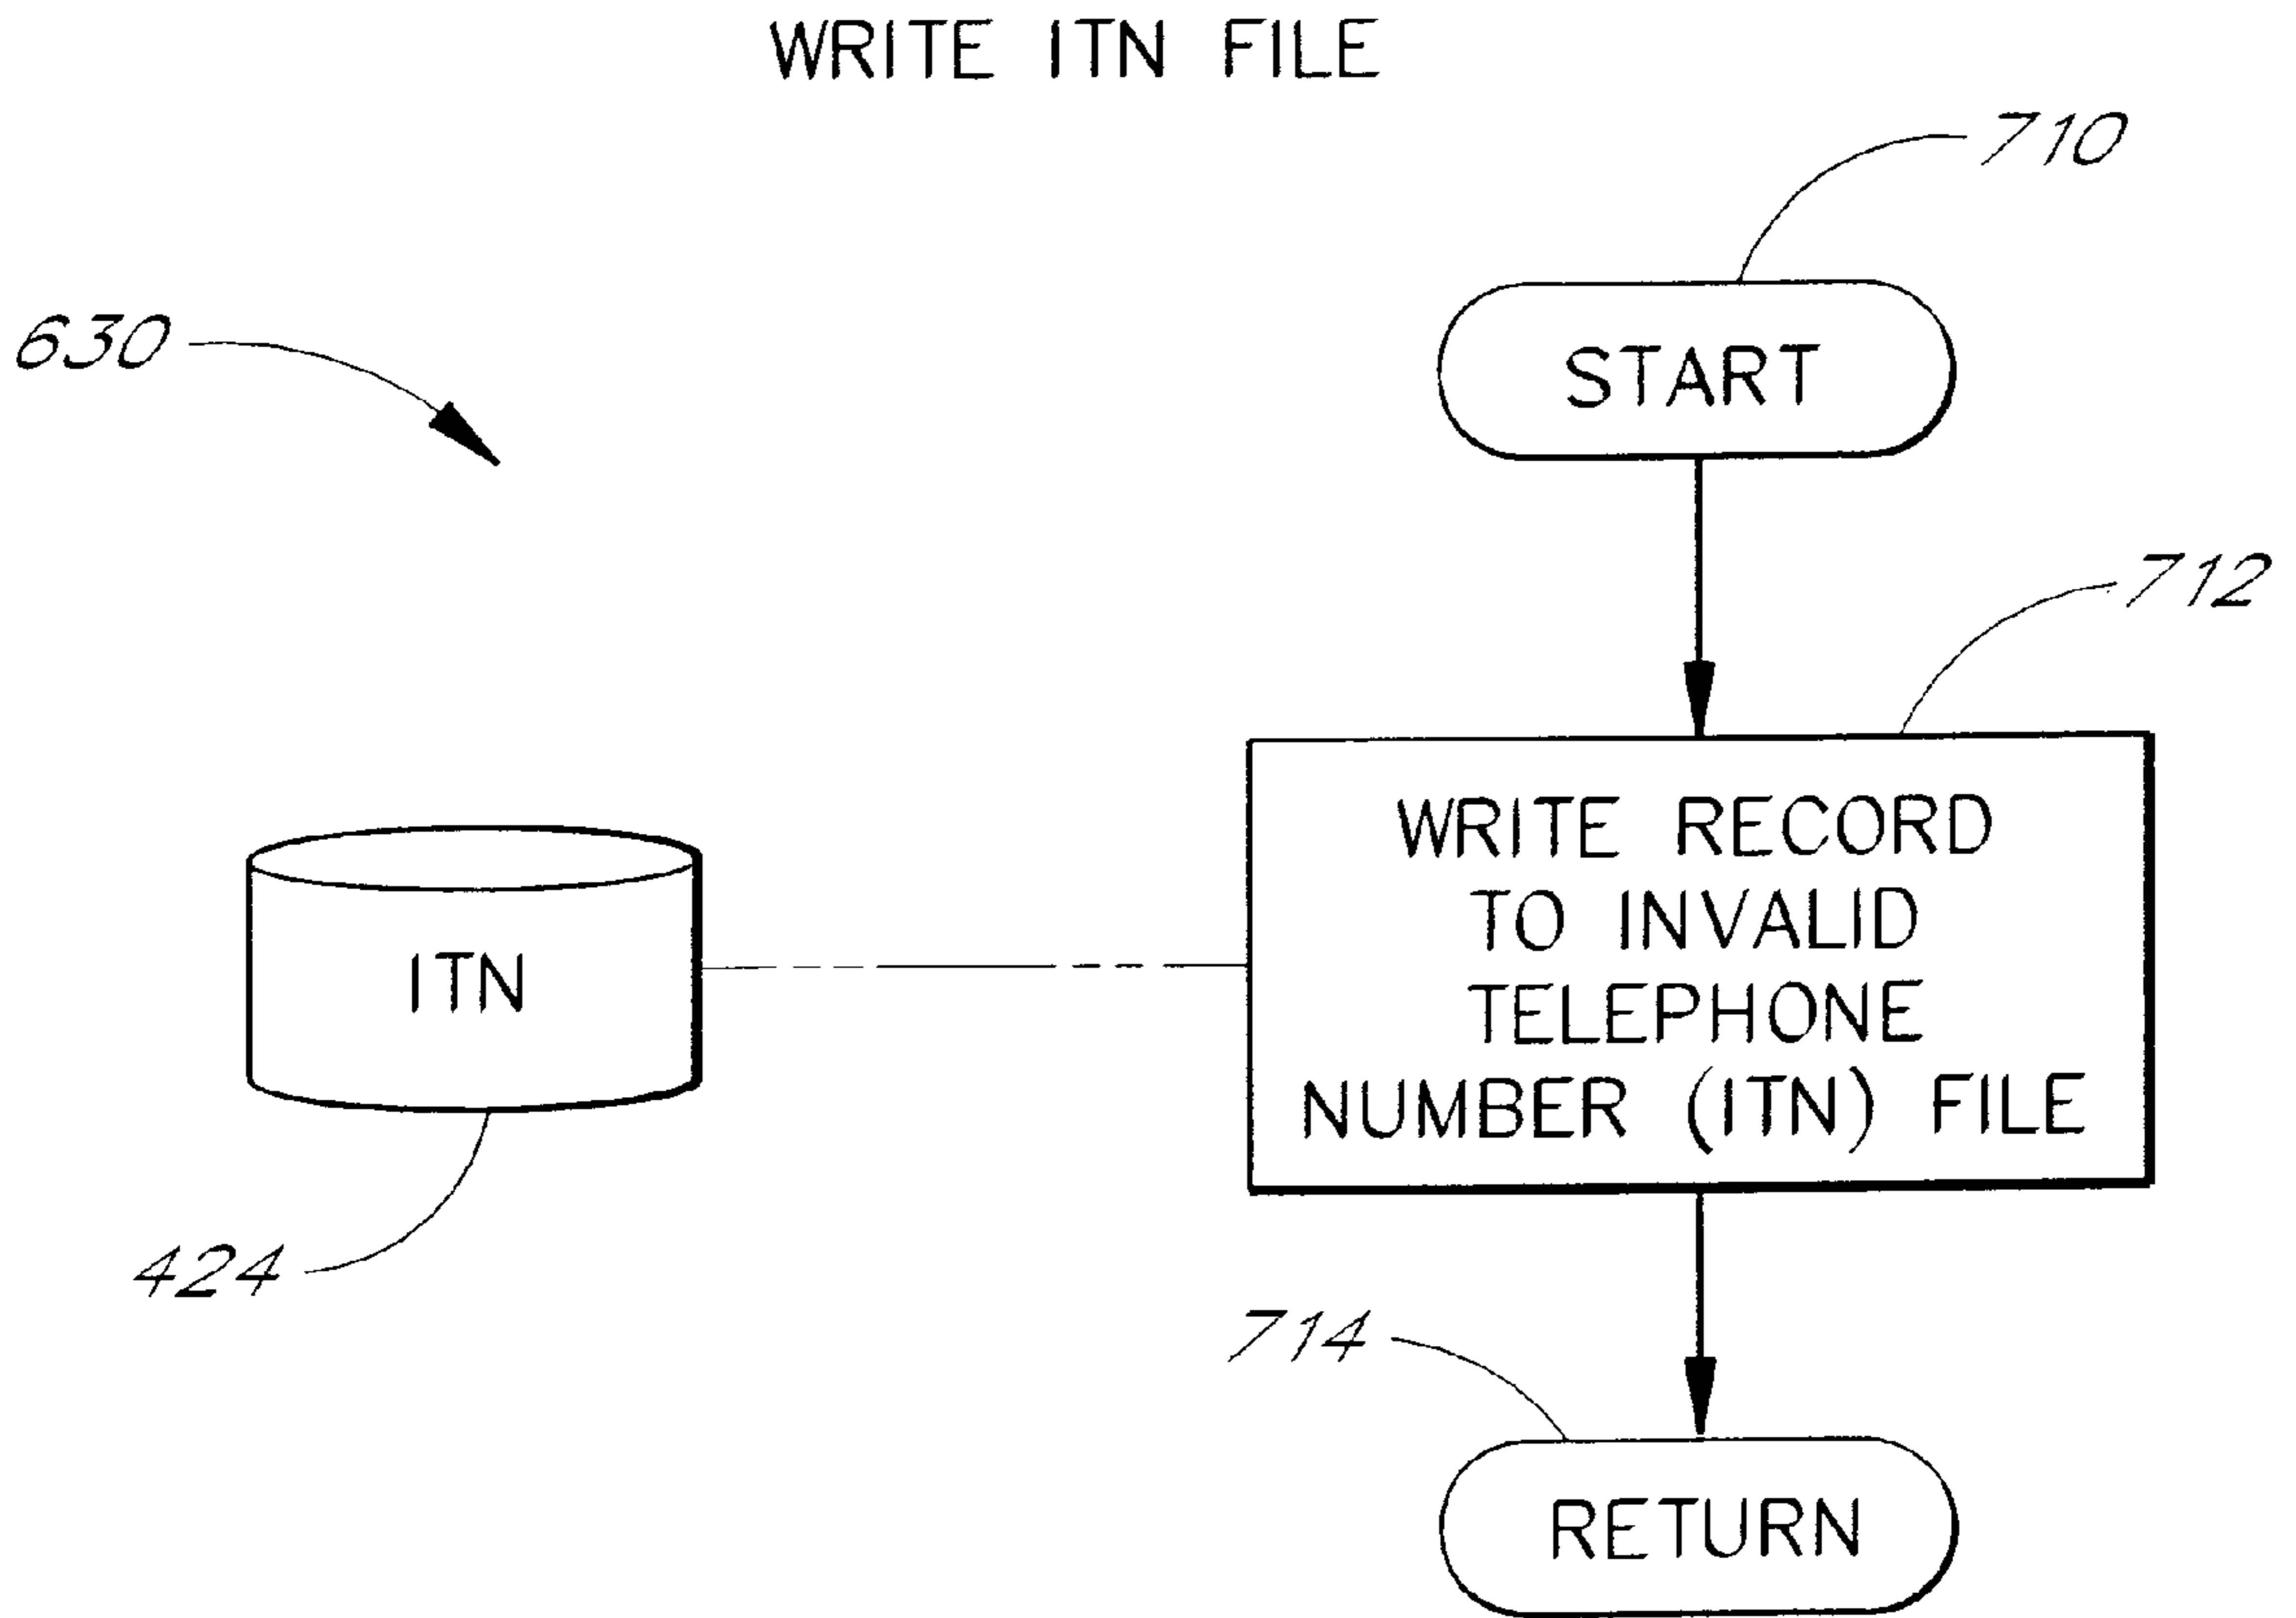 WRITE ITN FILE
710
630
START
712
WRITE RECORD
TO INVALID
TELEPHONE
NUMBER (ITN) FILE
ITN
424
714
RETURN